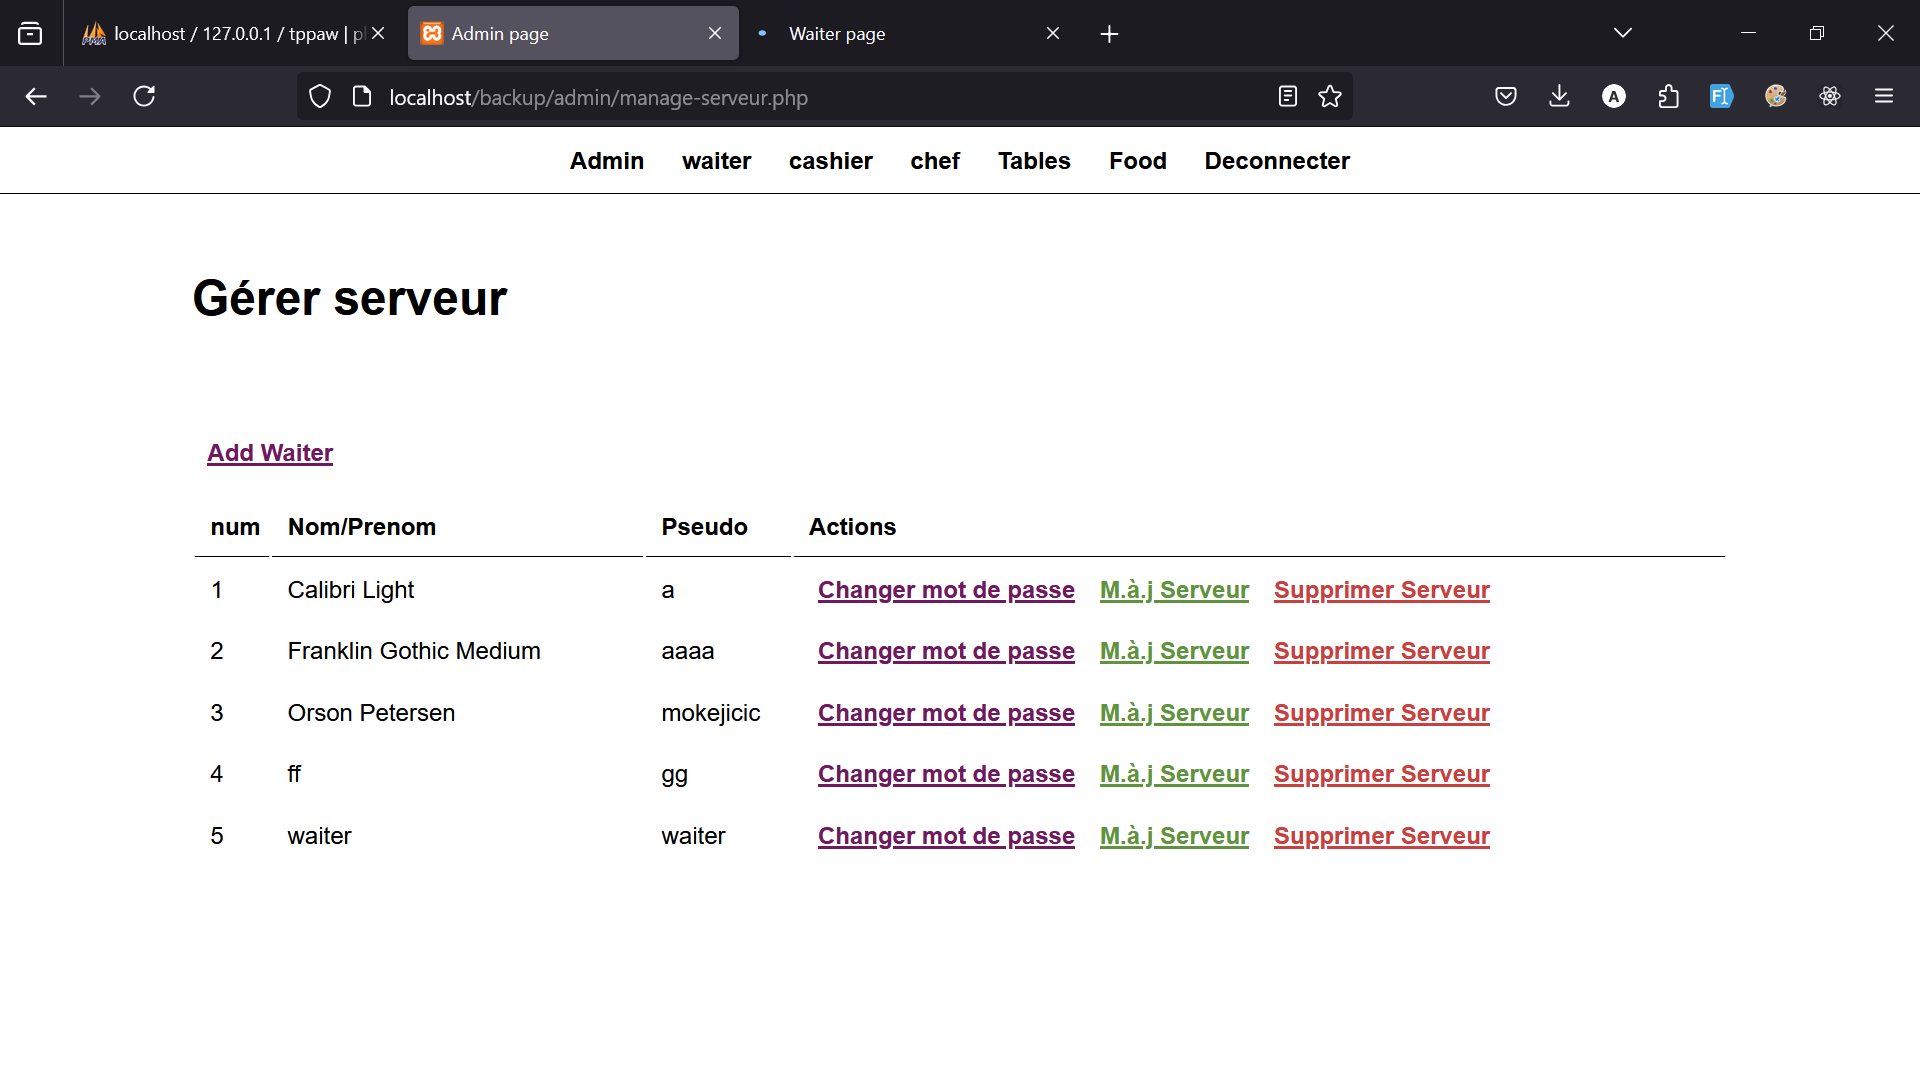 localhost / 127.0.0.1 / tppaw | p
Admin page
Waiter page
localhost/backup/admin/manage-serveur.php
Admin waiter cashier chef Tables Food Deconnecter
Gérer serveur
Add Waiter
num Nom/Prenom Pseudo Actions
1 Calibri Light a Changer mot de passe M.à.j Serveur Supprimer Serveur
2 Franklin Gothic Medium aaaa Changer mot de passe M.à.j Serveur Supprimer Serveur
3 Orson Petersen mokejicic Changer mot de passe M.à.j Serveur Supprimer Serveur
4 ff gg Changer mot de passe M.à.j Serveur Supprimer Serveur
5 waiter waiter Changer mot de passe M.à.j Serveur Supprimer Serveur